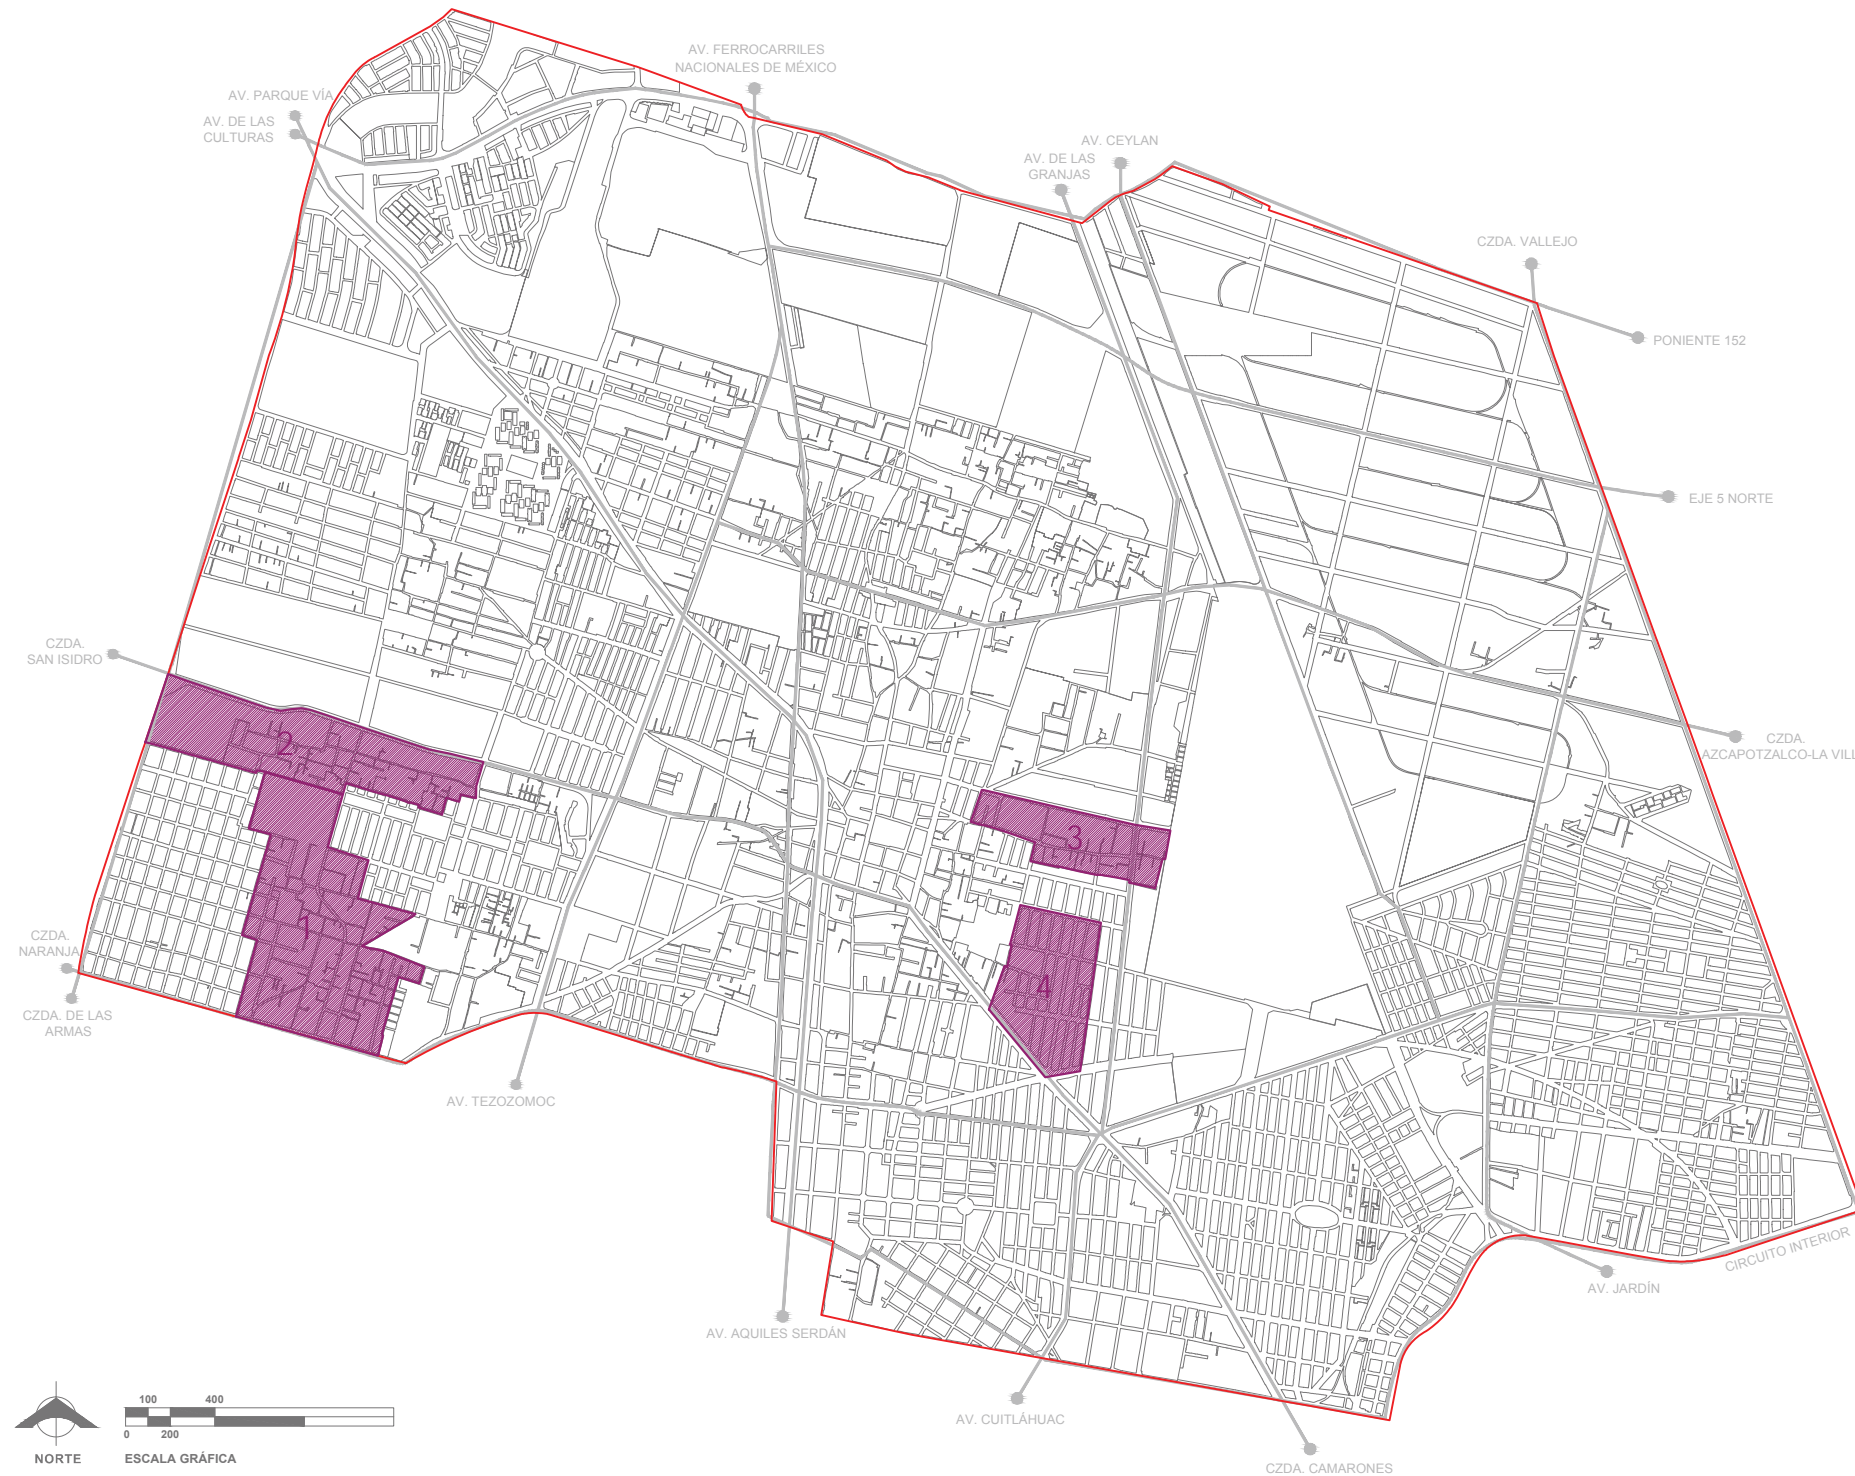 AV. FERROCARRILES
NACIONALES DE MÉXICO
AV. PARQUE VÍA
AV. DE LAS
CULTURAS
AV. CEYLAN
AV. DE LAS
GRANJAS
CZDA. VALLEJO
PONIENTE 152
EJE 5 NORTE
CZDA.
SAN ISIDRO
CZDA.
AZCAPOTZALCO-LA VILL
2
3
1
4
CZDA.
NARANJA
CZDA. DE LAS
ARMAS
AV. TEZOZOMOC
CIRCUITO INTERIOR
AV. JARDÍN
AV. AQUILES SERDÁN
AV. CUITLÁHUAC
CZDA. CAMARONES
100 400
0 200
NORTE
ESCALA GRÁFICA